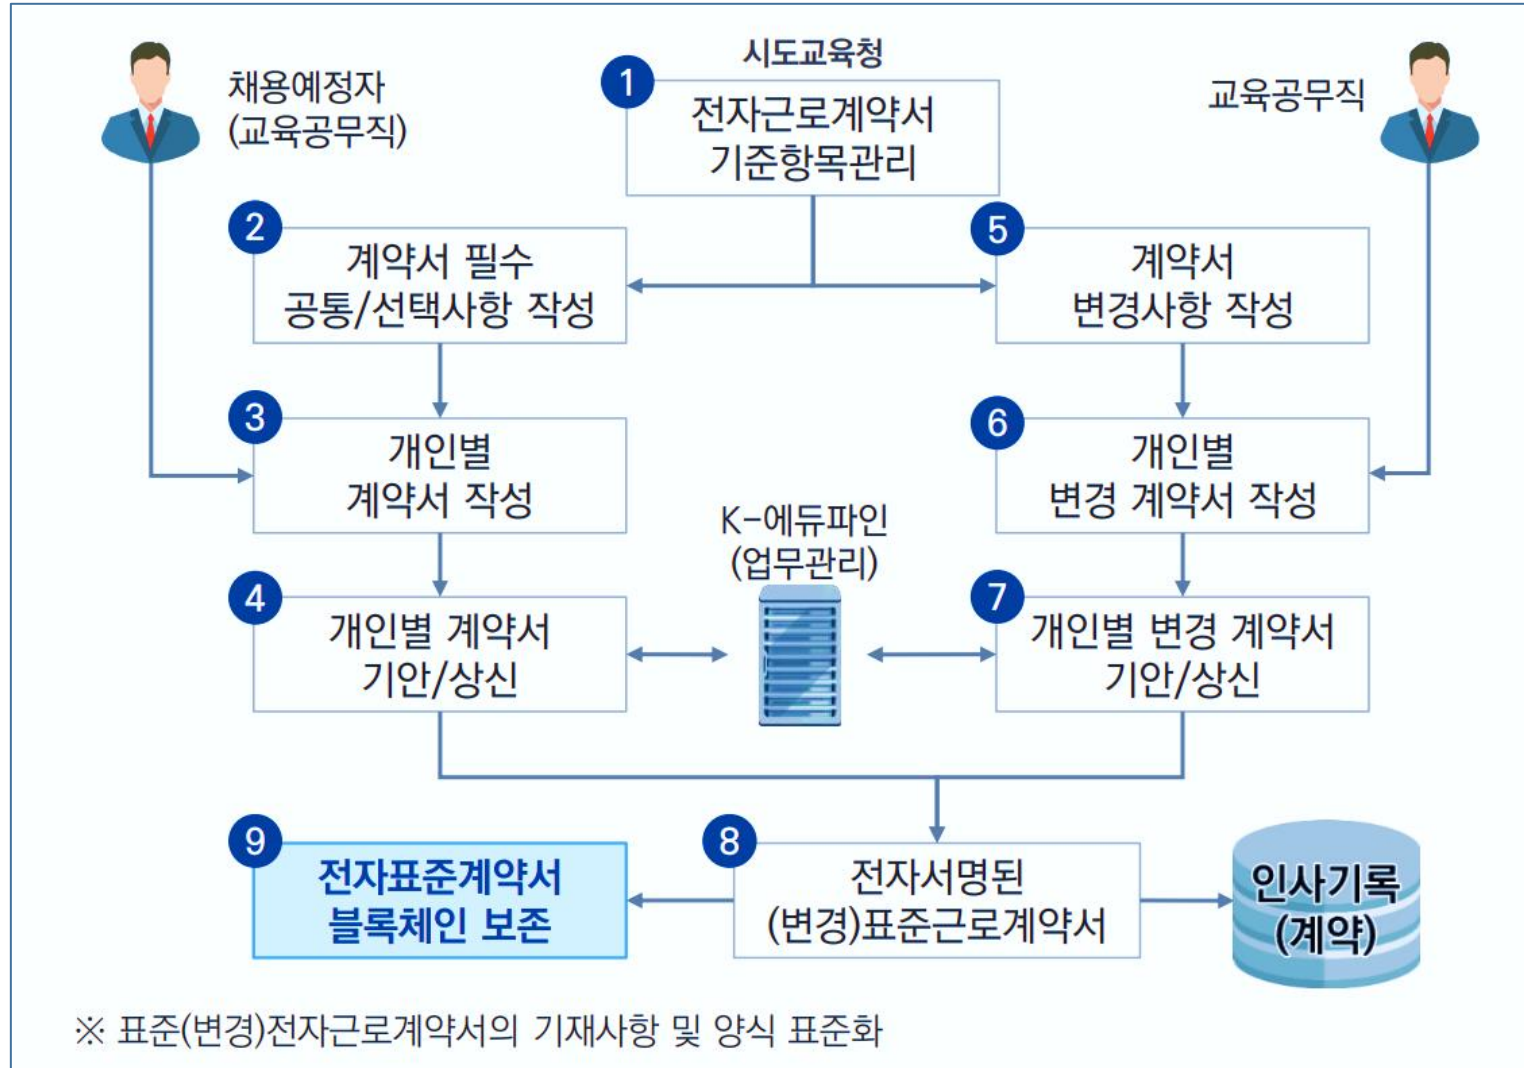 채용예정자
(교육공무직)
시도교육청
1
전자근로계약서
기준항목관리
교육공무직
2
계약서 필수
공통/선택사항 작성
5
계약서
변경사항 작성
3
개인별
계약서 작성
6
개인별
변경 계약서 작성
K-에듀파인
(업무관리)
4
개인별 계약서
기안/상신
7
개인별 변경 계약서
기안/상신
9
전자표준계약서
블록체인 보존
8
전자서명된
(변경)표준근로계약서
인사기록
(계약)
※ 표준(변경)전자근로계약서의 기재사항 및 양식 표준화